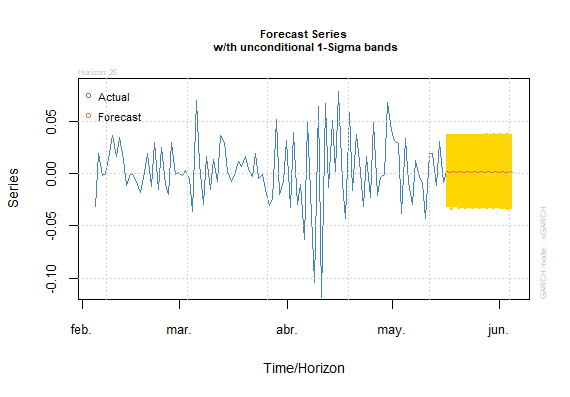 Forecast Series
w/th unconditional 1-Sigma bands
Horizon: 20
Actual
Forecast
0.05
0.00
-0.05
-0.10
Series
GARCH model : sGARCH
feb.
mar.
abr.
may.
jun.
Time/Horizon